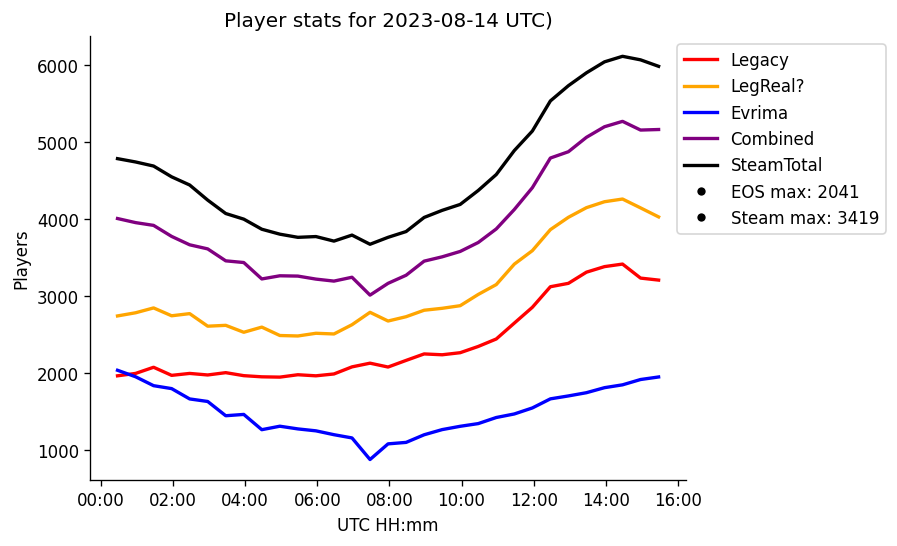 Player stats for 2023-08-14 UTC)
Players
6000
5000
4000
3000
2000
1000
00:00 02:00 04:00 06:00 08:00 10:00 12:00 14:00 16:00
UTC HH:mm
Legacy
LegReal?
Evrima
Combined
SteamTotal
EOS max: 2041
Steam max: 3419